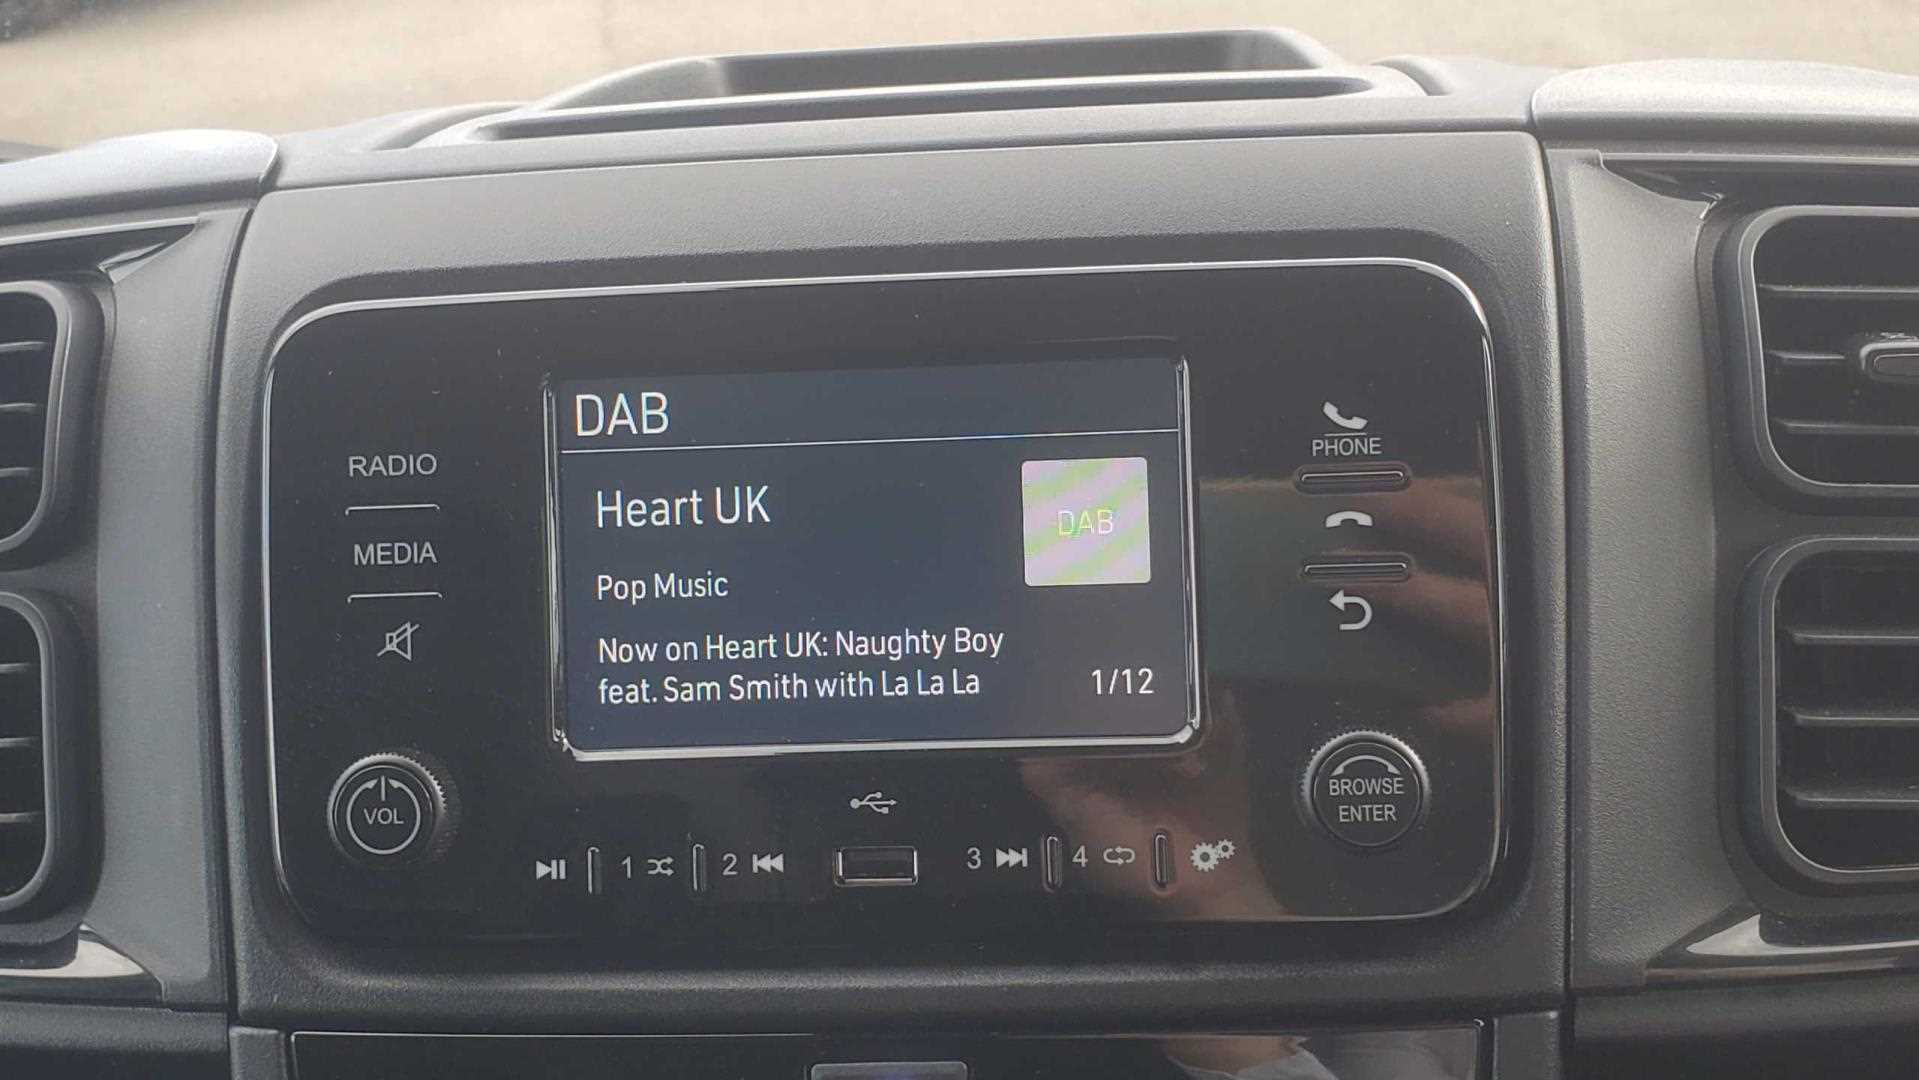 DAB
Heart UK
DAB
Pop Music
Now on Heart UK: Naughty Boy
feat. Sam Smith with La La La
1/12
RADIO
MEDIA
VOL
PHONE
BROWSE
ENTER
1
2
3
4